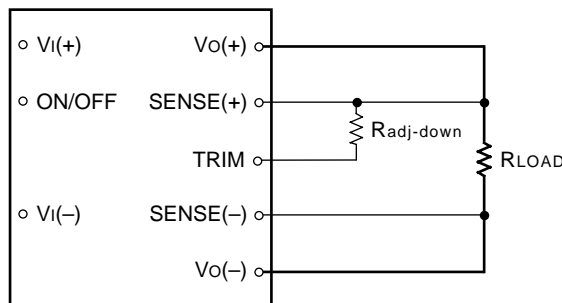 VI(+) VO(+)
ON/OFF SENSE(+)
Radj-down
TRIM
RLOAD
VI(–) SENSE(–)
VO(–)